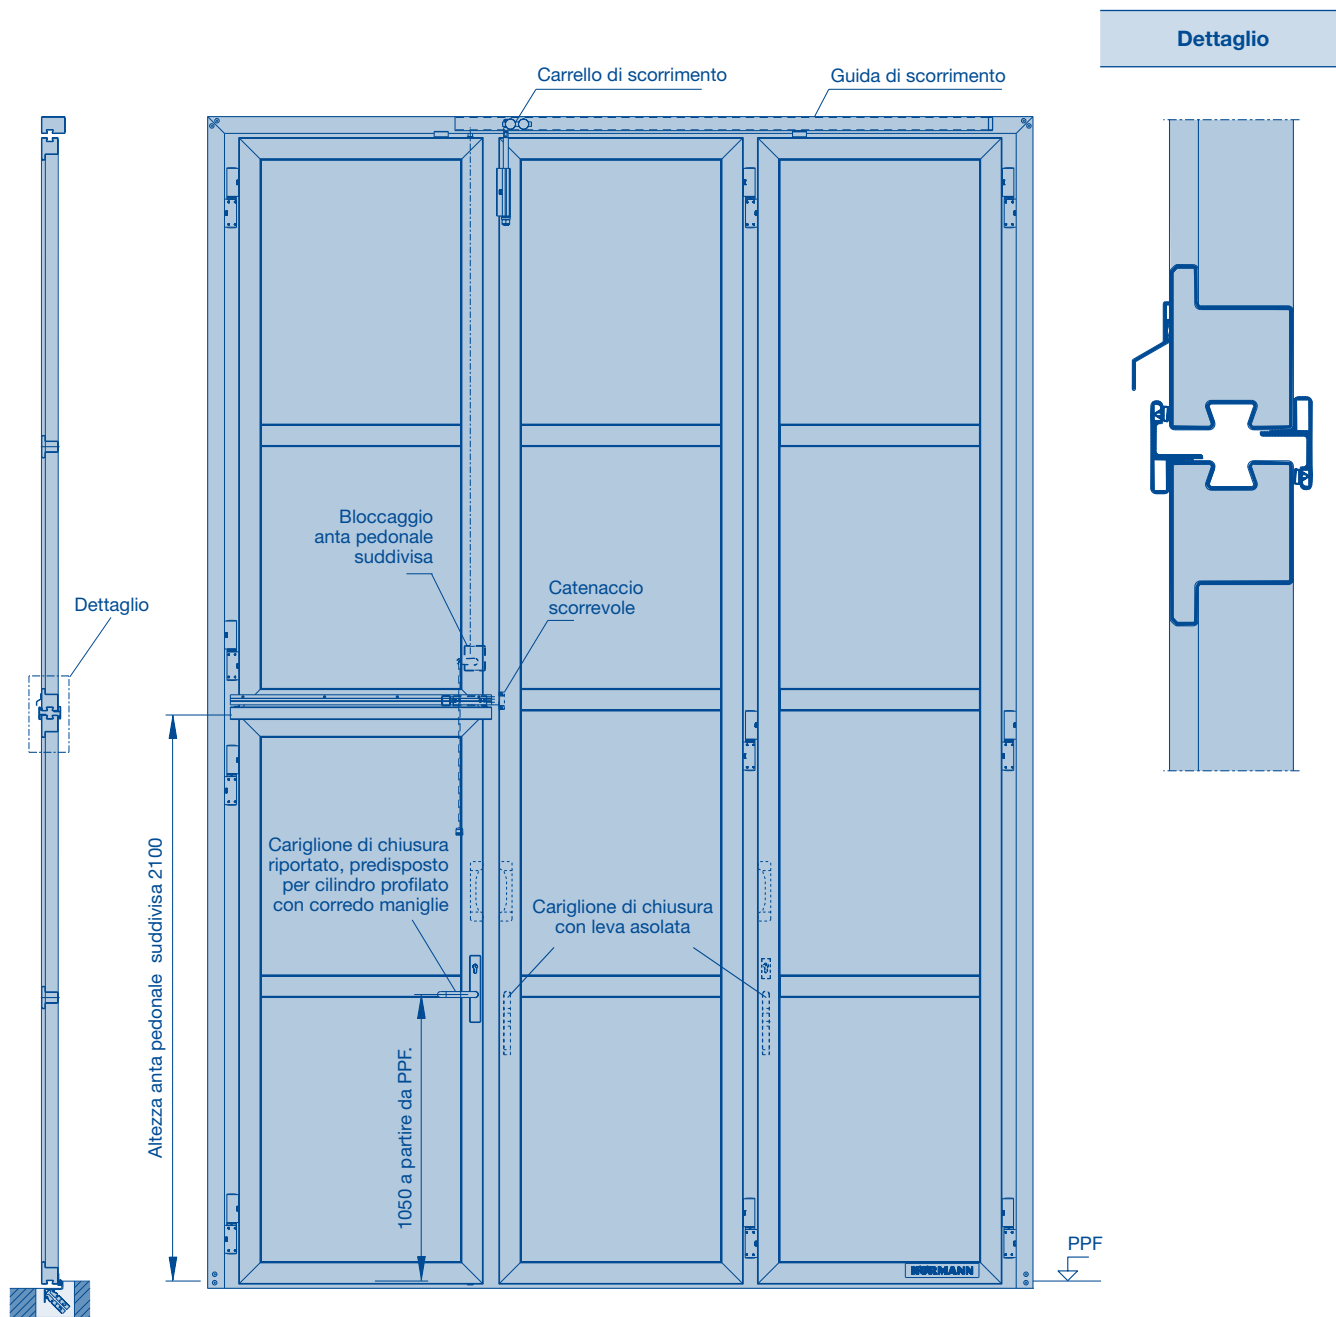 Dettaglio
Carrello di scorrimento
Guida di scorrimento
Bloccaggio
anta pedonale
suddivisa
Catenaccio
scorrevole
Dettaglio
Altezza anta pedonale suddivisa 2100
Cariglione di chiusura
riportato, predisposto
per cilindro profilato
con corredo maniglie
Cariglione di chiusura
con leva asolata
1050 a partire da PPF.
PPF
HÖRMANN